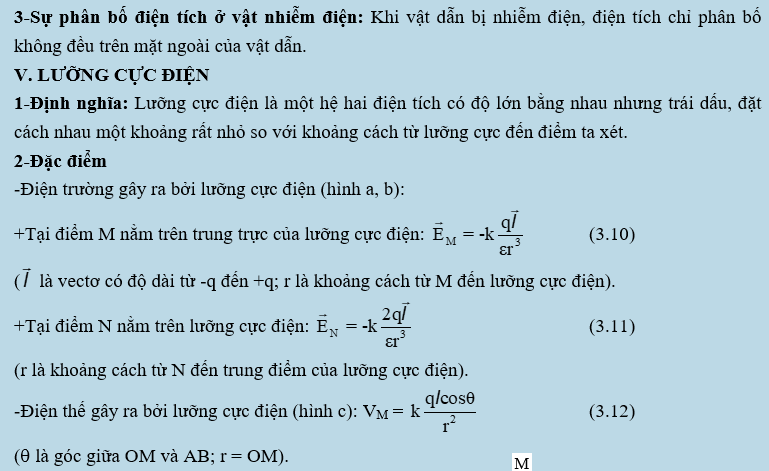 3-Sự phân bố điện tích ở vật nhiễm điện: Khi vật dẫn bị nhiễm điện, điện tích chỉ phân bố
không đều trên mặt ngoài của vật dẫn.
V. LƯỠNG CỰC ĐIỆN
1-Định nghĩa: Lưỡng cực điện là một hệ hai điện tích có độ lớn bằng nhau nhưng trái dấu, đặt
cách nhau một khoảng rất nhỏ so với khoảng cách từ lưỡng cực đến điểm ta xét.
2-Đặc điểm
-Điện trường gây ra bởi lưỡng cực điện (hình a, b):
+Tại điểm M nằm trên trung trực của lưỡng cực điện: $\vec{E}_M = -k\frac{q\vec{l}}{\varepsilon r^3}$ (3.10)
($\vec{l}$ là vectơ có độ dài từ -q đến +q; r là khoảng cách từ M đến lưỡng cực điện).
+Tại điểm N nằm trên lưỡng cực điện: $\vec{E}_N = -k\frac{2q\vec{l}}{\varepsilon r^3}$ (3.11)
(r là khoảng cách từ N đến trung điểm của lưỡng cực điện).
-Điện thế gây ra bởi lưỡng cực điện (hình c): $V_M = k\frac{ql\cos\theta}{r^2}$ (3.12)
(θ là góc giữa OM và AB; r = OM).
M